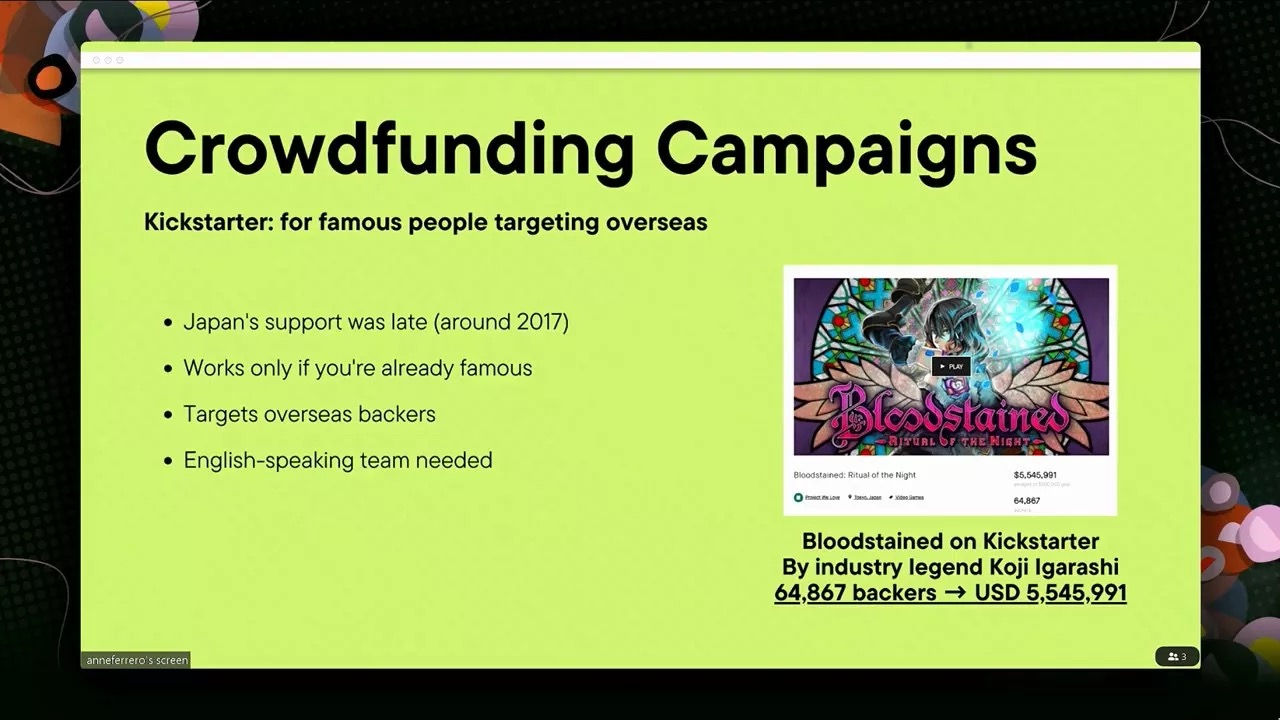 Crowdfunding Campaigns
Kickstarter: for famous people targeting overseas
• Japan's support was late (around 2017)
• Works only if you're already famous
• Targets overseas backers
• English-speaking team needed
▶ PLAY
Bloodstained
RITUAL OF THE NIGHT
Bloodstained: Ritual of the Night
$5,545,991
Project We Love Tokyo, Japan Video Games
64,867
Bloodstained on Kickstarter
By industry legend Koji Igarashi
64,867 backers → USD 5,545,991
anneferrero's screen
3